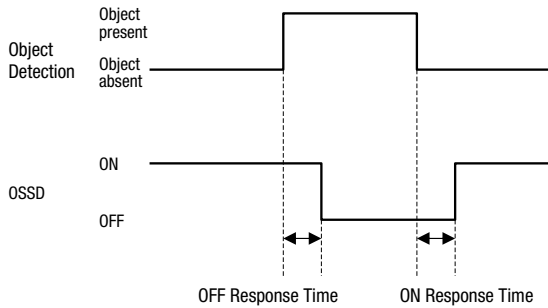 Object
present
Object
Detection
Object
absent
ON
OSSD
OFF
OFF Response Time
ON Response Time